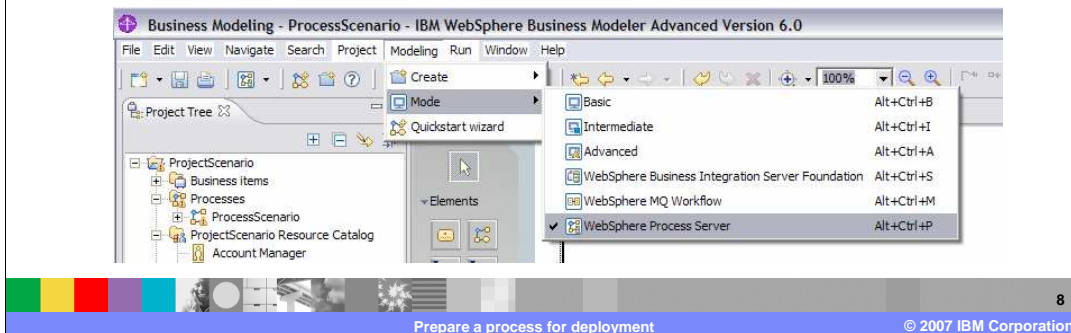 Business Modeling - ProcessScenario - IBM WebSphere Business Modeler Advanced Version 6.0
File Edit View Navigate Search Project Modeling Run Window Help
100%
Create
Mode
Quickstart wizard
Basic Alt+Ctrl+B
Intermediate Alt+Ctrl+I
Advanced Alt+Ctrl+A
WebSphere Business Integration Server Foundation Alt+Ctrl+S
WebSphere MQ Workflow Alt+Ctrl+M
WebSphere Process Server Alt+Ctrl+P
Project Tree
ProjectScenario
Business items
Processes
ProcessScenario
ProjectScenario Resource Catalog
Account Manager
Elements
8
Prepare a process for deployment © 2007 IBM Corporation